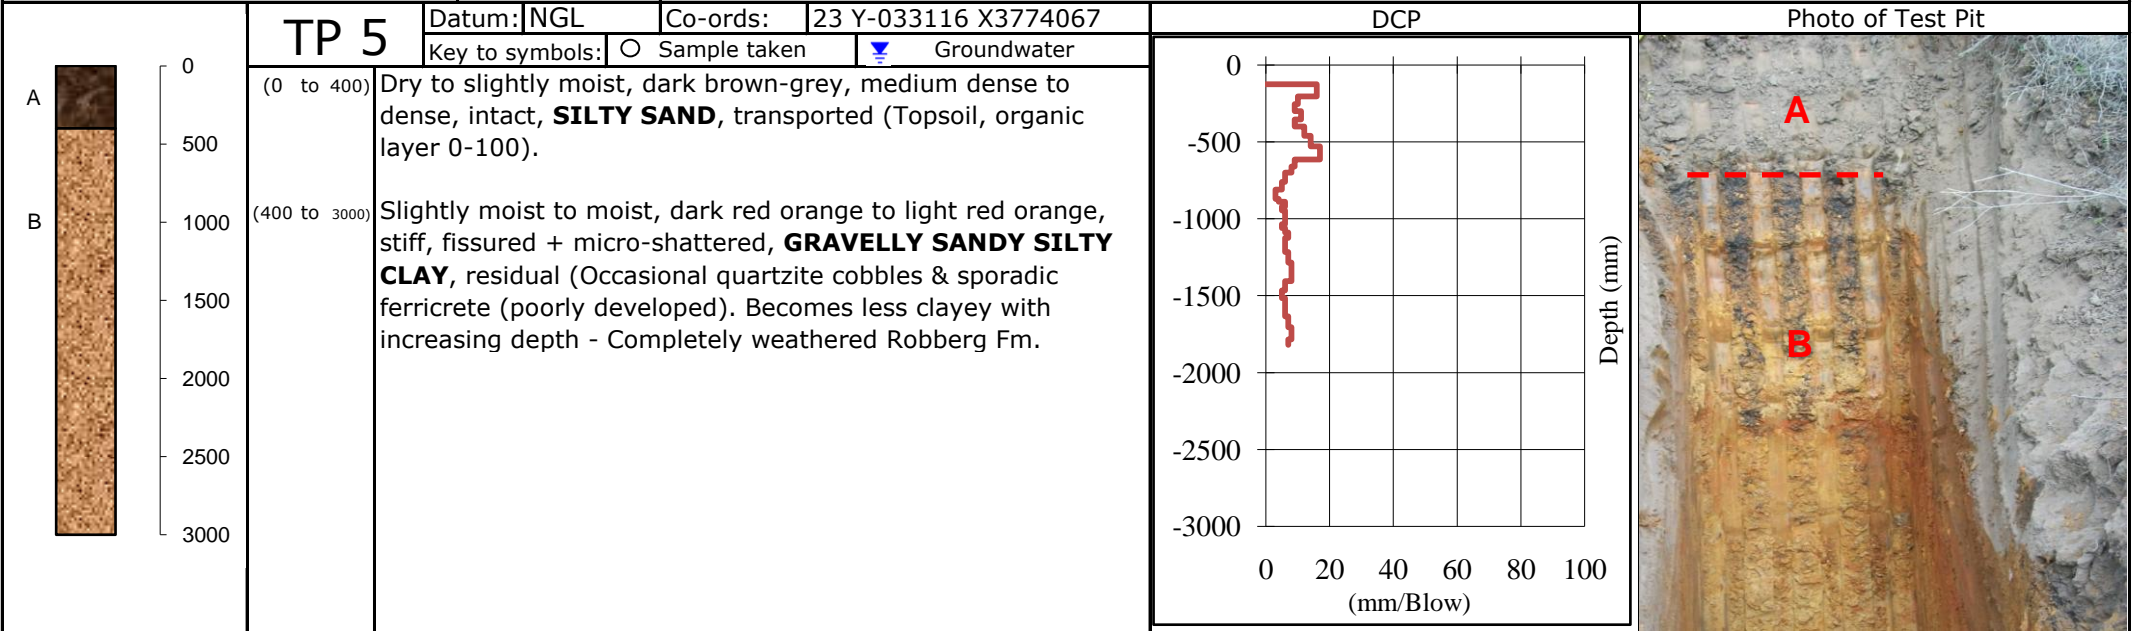 TP 5
Datum: NGL Co-ords: 23 Y-033116 X3774067
Key to symbols: Sample taken Groundwater
DCP
Photo of Test Pit
A
B
0
500
1000
1500
2000
2500
3000
(0 to 400) Dry to slightly moist, dark brown-grey, medium dense to
dense, intact, SILTY SAND, transported (Topsoil, organic
layer 0-100).
(400 to 3000) Slightly moist to moist, dark red orange to light red orange,
stiff, fissured + micro-shattered, GRAVELLY SANDY SILTY
CLAY, residual (Occasional quartzite cobbles & sporadic
ferricrete (poorly developed). Becomes less clayey with
increasing depth - Completely weathered Robberg Fm.
0
-500
-1000
-1500
-2000
-2500
-3000
0 20 40 60 80 100
(mm/Blow)
Depth (mm)
A
B